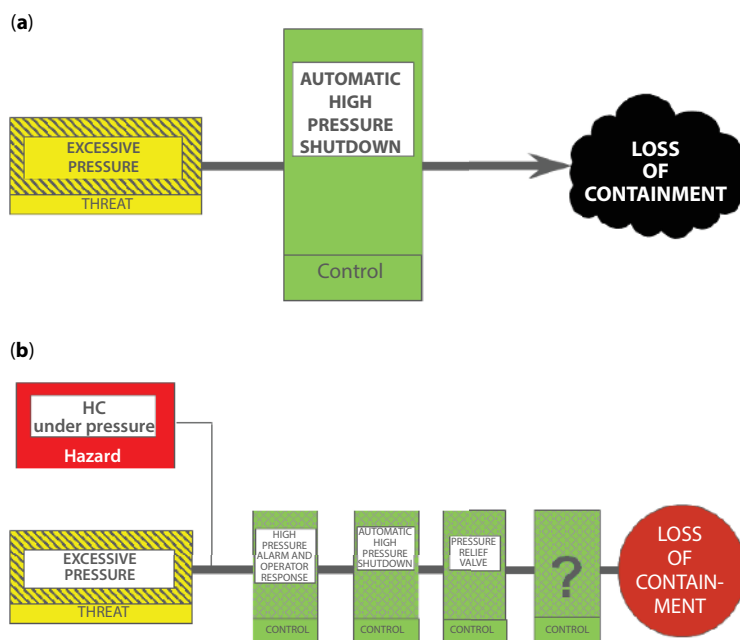 (a)
EXCESSIVE
PRESSURE
THREAT
AUTOMATIC
HIGH
PRESSURE
SHUTDOWN
Control
LOSS
OF
CONTAINMENT
(b)
HC
under pressure
Hazard
EXCESSIVE
PRESSURE
THREAT
HIGH
PRESSURE
ALARM AND
OPERATOR
RESPONSE
CONTROL
AUTOMATIC
HIGH
PRESSURE
SHUTDOWN
CONTROL
PRESSURE
RELIEF
VALVE
CONTROL
?
CONTROL
LOSS
OF
CONTAIN-
MENT